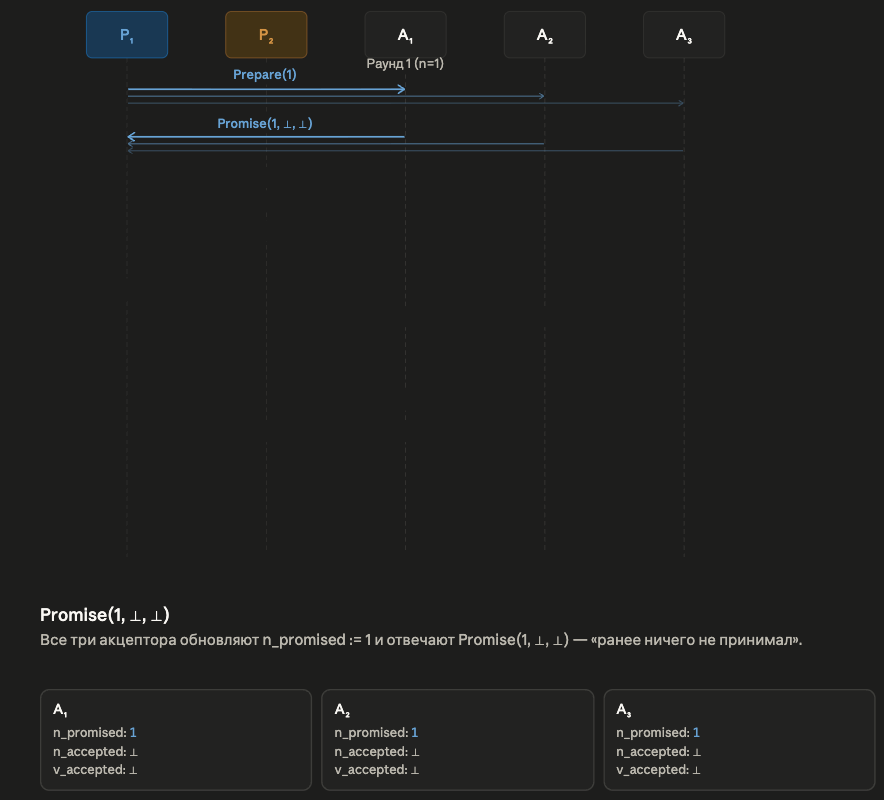 P₁ P₂ A₁ A₂ A₃
Раунд 1 (n=1)
Prepare(1)
Promise(1, ⊥, ⊥)
Promise(1, ⊥, ⊥)
Все три акцептора обновляют n_promised := 1 и отвечают Promise(1, ⊥, ⊥) — «ранее ничего не принимал».
A₁
n_promised: 1
n_accepted: ⊥
v_accepted: ⊥
A₂
n_promised: 1
n_accepted: ⊥
v_accepted: ⊥
A₃
n_promised: 1
n_accepted: ⊥
v_accepted: ⊥